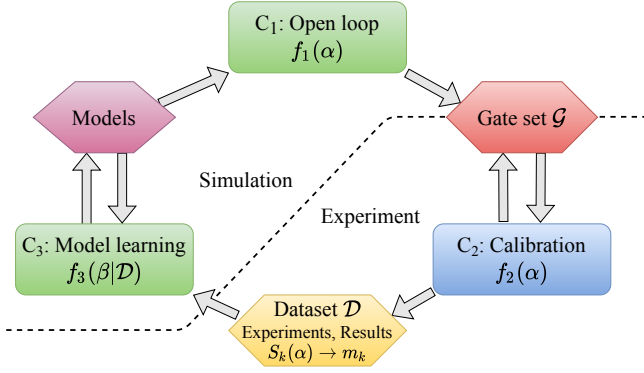 C₁: Open loop
f₁(α)
Models
Gate set 𝒢
Simulation
Experiment
C₃: Model learning
f₃(β|𝒟)
C₂: Calibration
f₂(α)
Dataset 𝒟
Experiments, Results
Sₖ(α) → mₖ